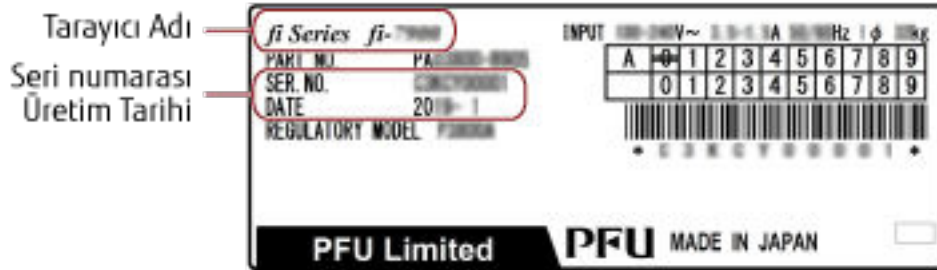 Tarayıcı Adı
Seri numarası
Üretim Tarihi
fi Series fi-
PART NO. PA
SER. NO.
DATE 20
REGULATORY MODEL
INPUT V~ A Hz 1ϕ kg
A 0 1 2 3 4 5 6 7 8 9
0 1 2 3 4 5 6 7 8 9
PFU Limited
PFU MADE IN JAPAN